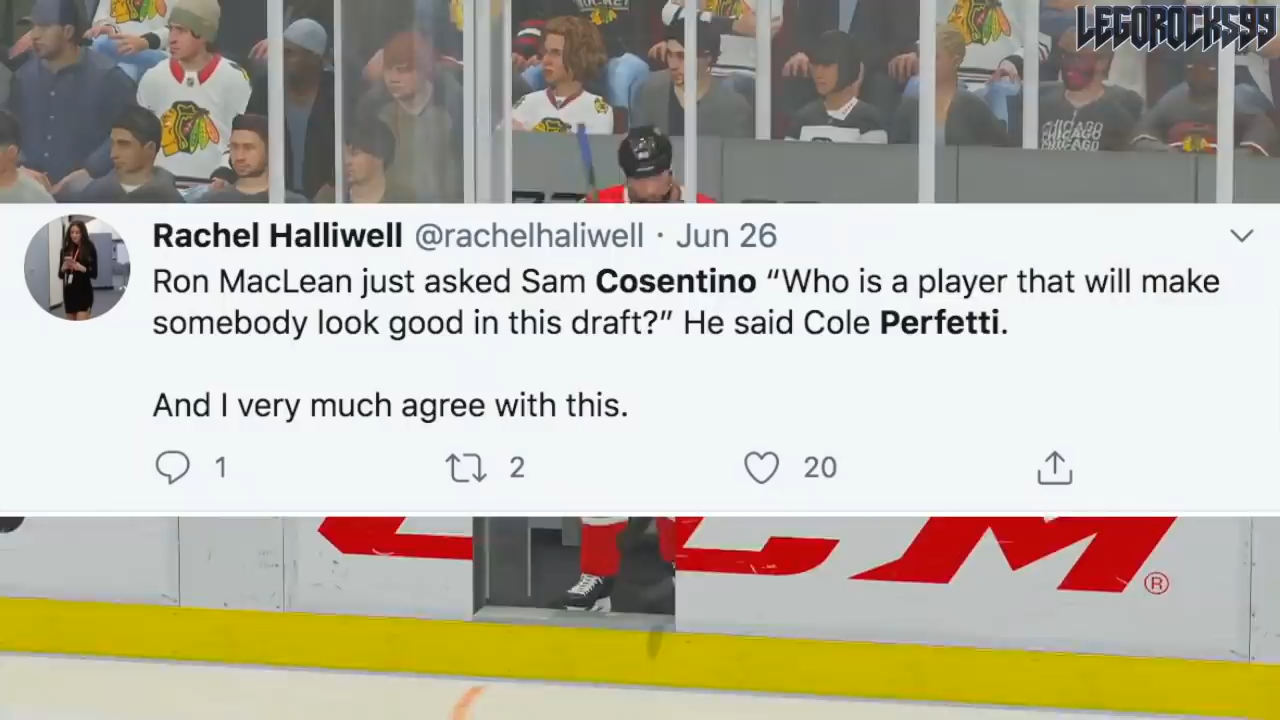 LEGOROCKS99
CHICAGO
CHICAGO
CHICAGO
Rachel Halliwell @rachelhaliwell · Jun 26
Ron MacLean just asked Sam Cosentino “Who is a player that will make
somebody look good in this draft?” He said Cole Perfetti.
And I very much agree with this.
1
2
20
CCM®